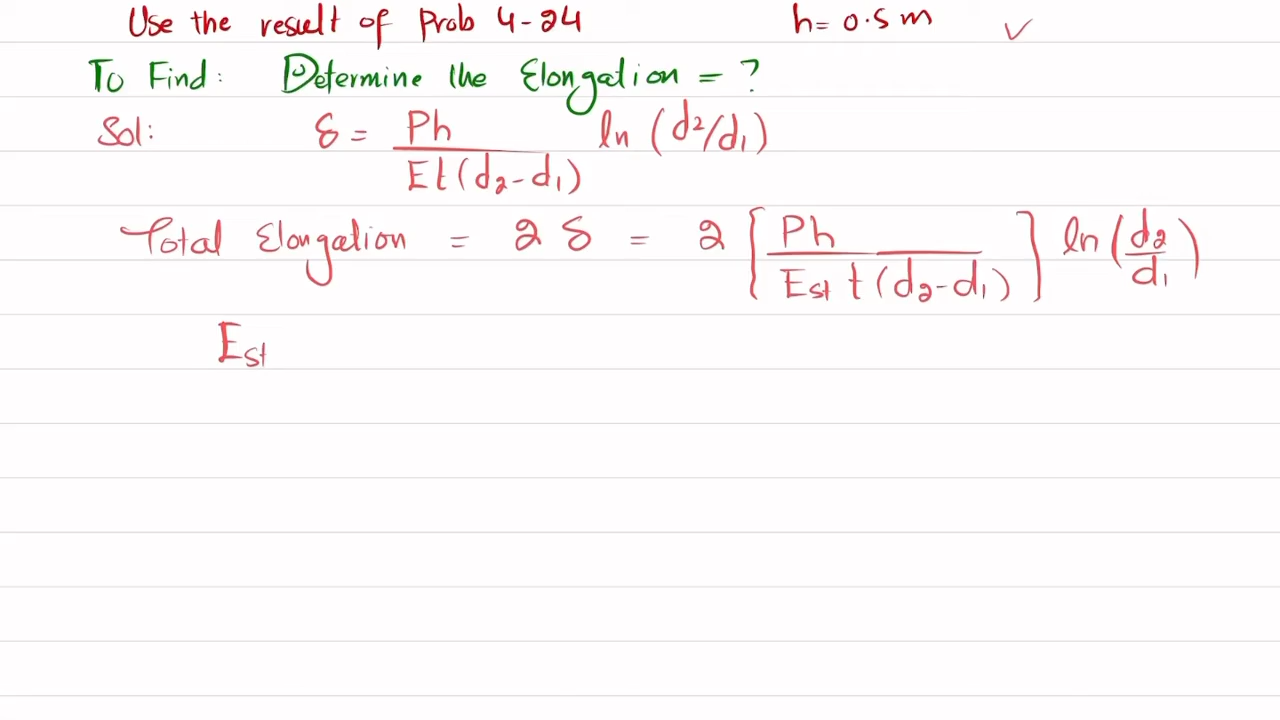 Use the result of Prob 4-24 h= 0.5 m ✓
To Find: Determine the Elongation = ?
Sol: δ = Ph / Et(d2-d1) ln (d2/d1)
Total Elongation = 2 δ = 2 [Ph / Est t(d2-d1)] ln (d2/d1)
Est